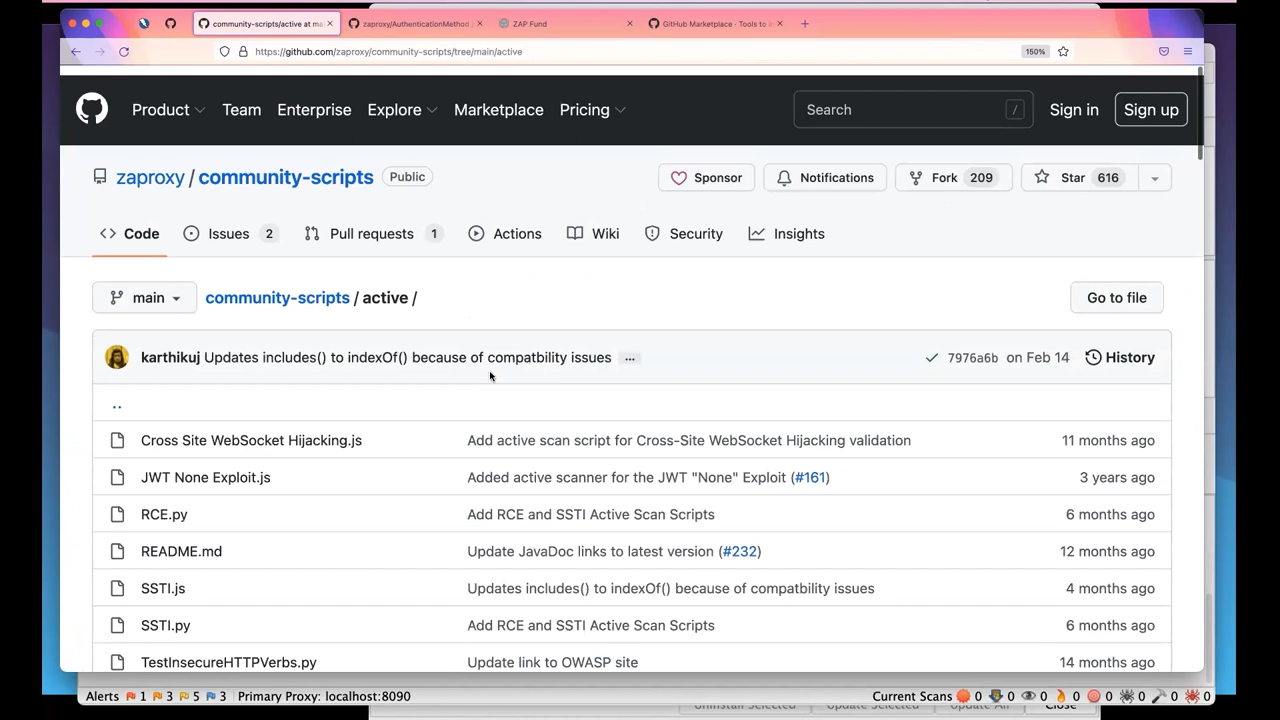 community-scripts/active at ma
zaproxy/AuthenticationMethod.
ZAP Fund
GitHub Marketplace · Tools to
https://github.com/zaproxy/community-scripts/tree/main/active
150%
Product
Team
Enterprise
Explore
Marketplace
Pricing
Search
/
Sign in
Sign up
zaproxy / community-scripts
Public
Sponsor
Notifications
Fork 209
Star 616
Code
Issues 2
Pull requests 1
Actions
Wiki
Security
Insights
main
community-scripts / active /
Go to file
karthikuj Updates includes() to indexOf() because of compatbility issues ...
7976a6b on Feb 14
History
..
Cross Site WebSocket Hijacking.js Add active scan script for Cross-Site WebSocket Hijacking validation 11 months ago
JWT None Exploit.js Added active scanner for the JWT "None" Exploit (#161) 3 years ago
RCE.py Add RCE and SSTI Active Scan Scripts 6 months ago
README.md Update JavaDoc links to latest version (#232) 12 months ago
SSTI.js Updates includes() to indexOf() because of compatbility issues 4 months ago
SSTI.py Add RCE and SSTI Active Scan Scripts 6 months ago
TestInsecureHTTPVerbs.py Update link to OWASP site 14 months ago
Alerts 1 3 5 3 Primary Proxy: localhost:8090
Current Scans 0 0 0 0 0 0 0 0
Uninstall Selected Update Selected Update All Close